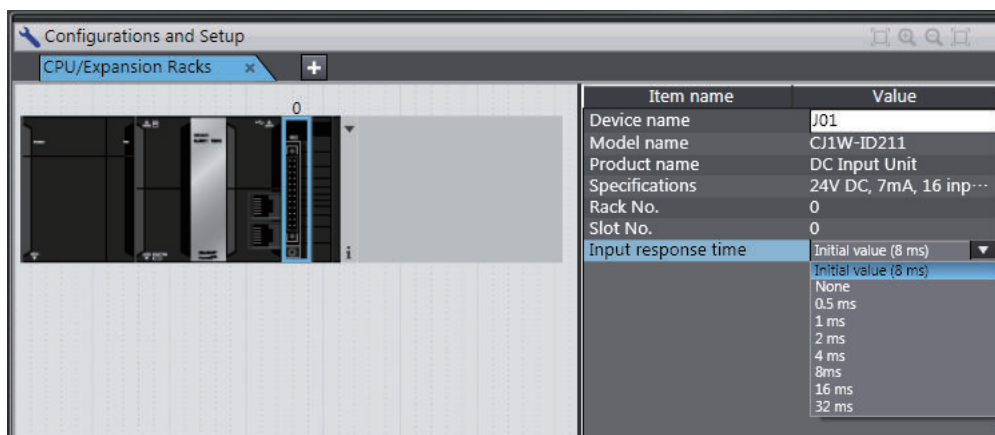 Configurations and Setup
CPU/Expansion Racks × +
0
i
Item name Value
Device name J01
Model name CJ1W-ID211
Product name DC Input Unit
Specifications 24V DC, 7mA, 16 inp···
Rack No. 0
Slot No. 0
Input response time Initial value (8 ms) ▼
Initial value (8 ms)
None
0.5 ms
1 ms
2 ms
4 ms
8ms
16 ms
32 ms